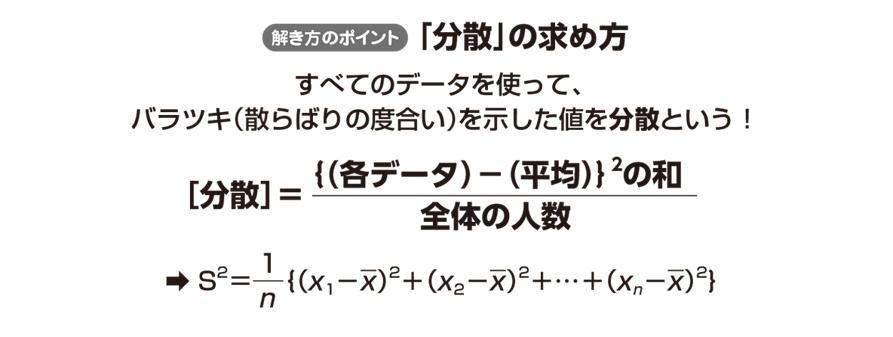 解き方のポイント 「分散」の求め方
すべてのデータを使って、
バラツキ（散らばりの度合い）を示した値を分散という！
［分散］＝ {（各データ）－（平均）}²の和 / 全体の人数
➡ S²＝1/n {(x₁－x̅)²＋(x₂－x̅)²＋…＋(xₙ－x̅)²}